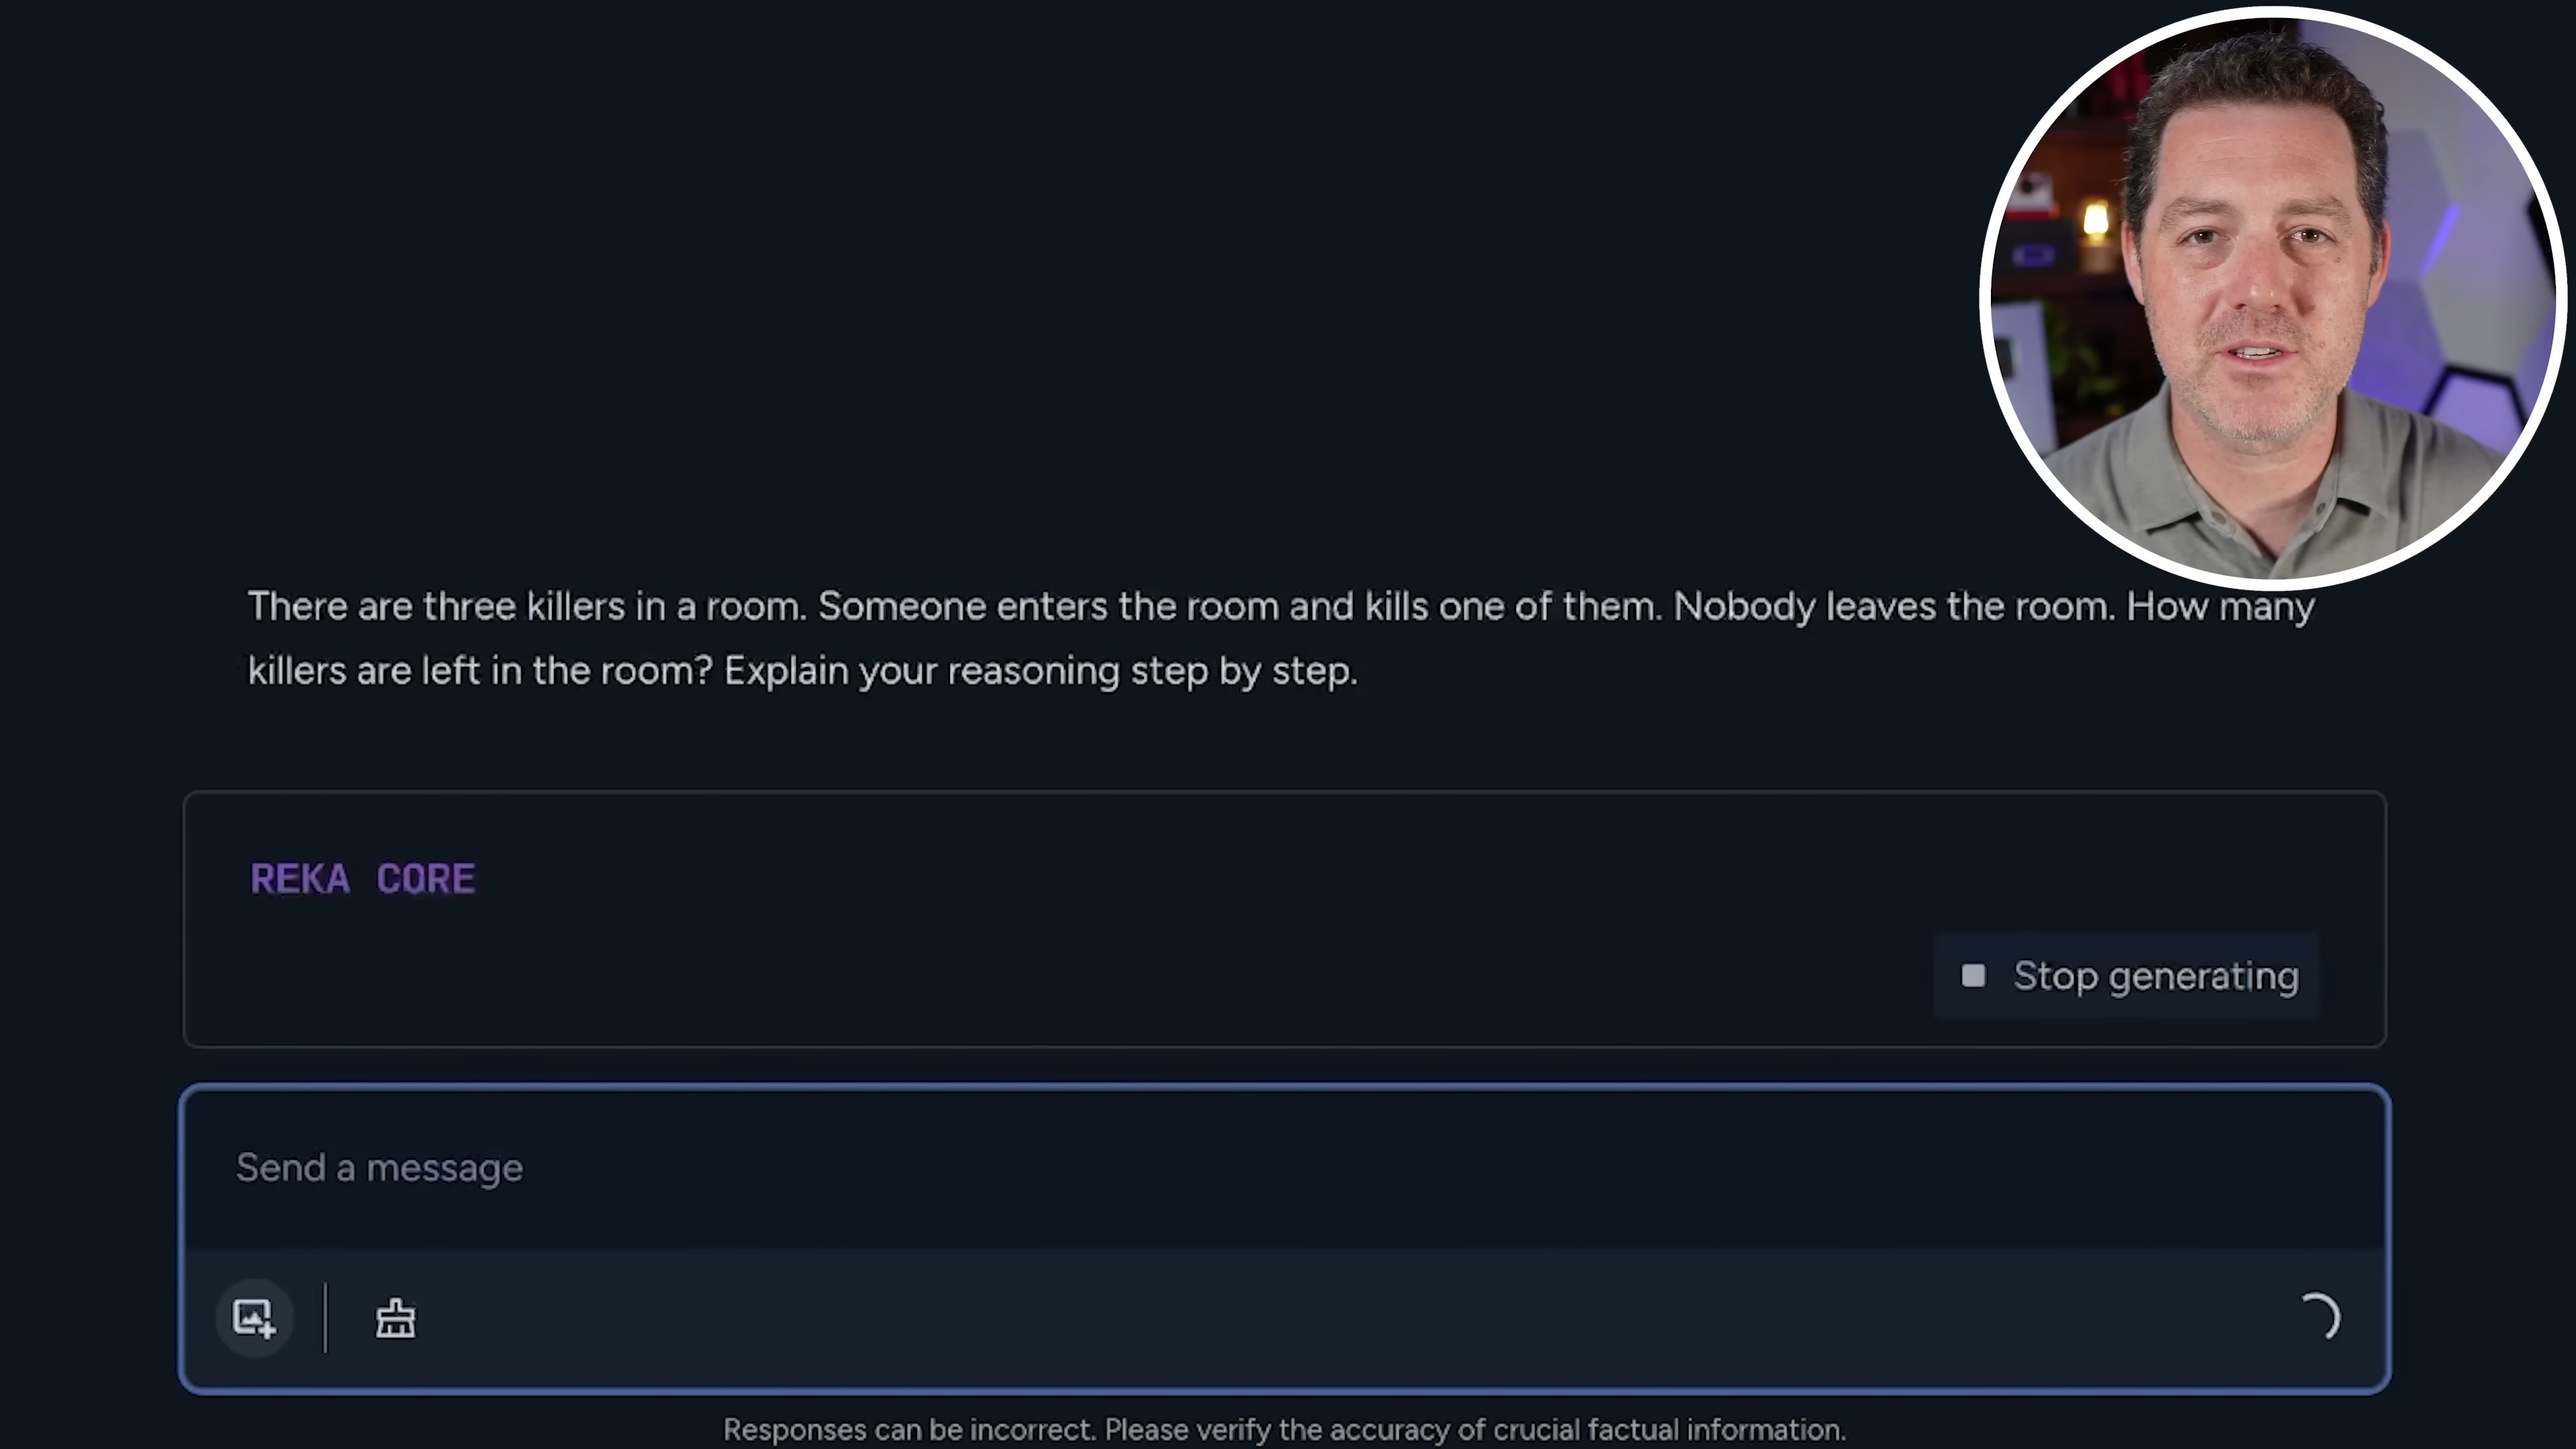 There are three killers in a room. Someone enters the room and kills one of them. Nobody leaves the room. How many
killers are left in the room? Explain your reasoning step by step.
REKA CORE
Stop generating
Send a message
Responses can be incorrect. Please verify the accuracy of crucial factual information.